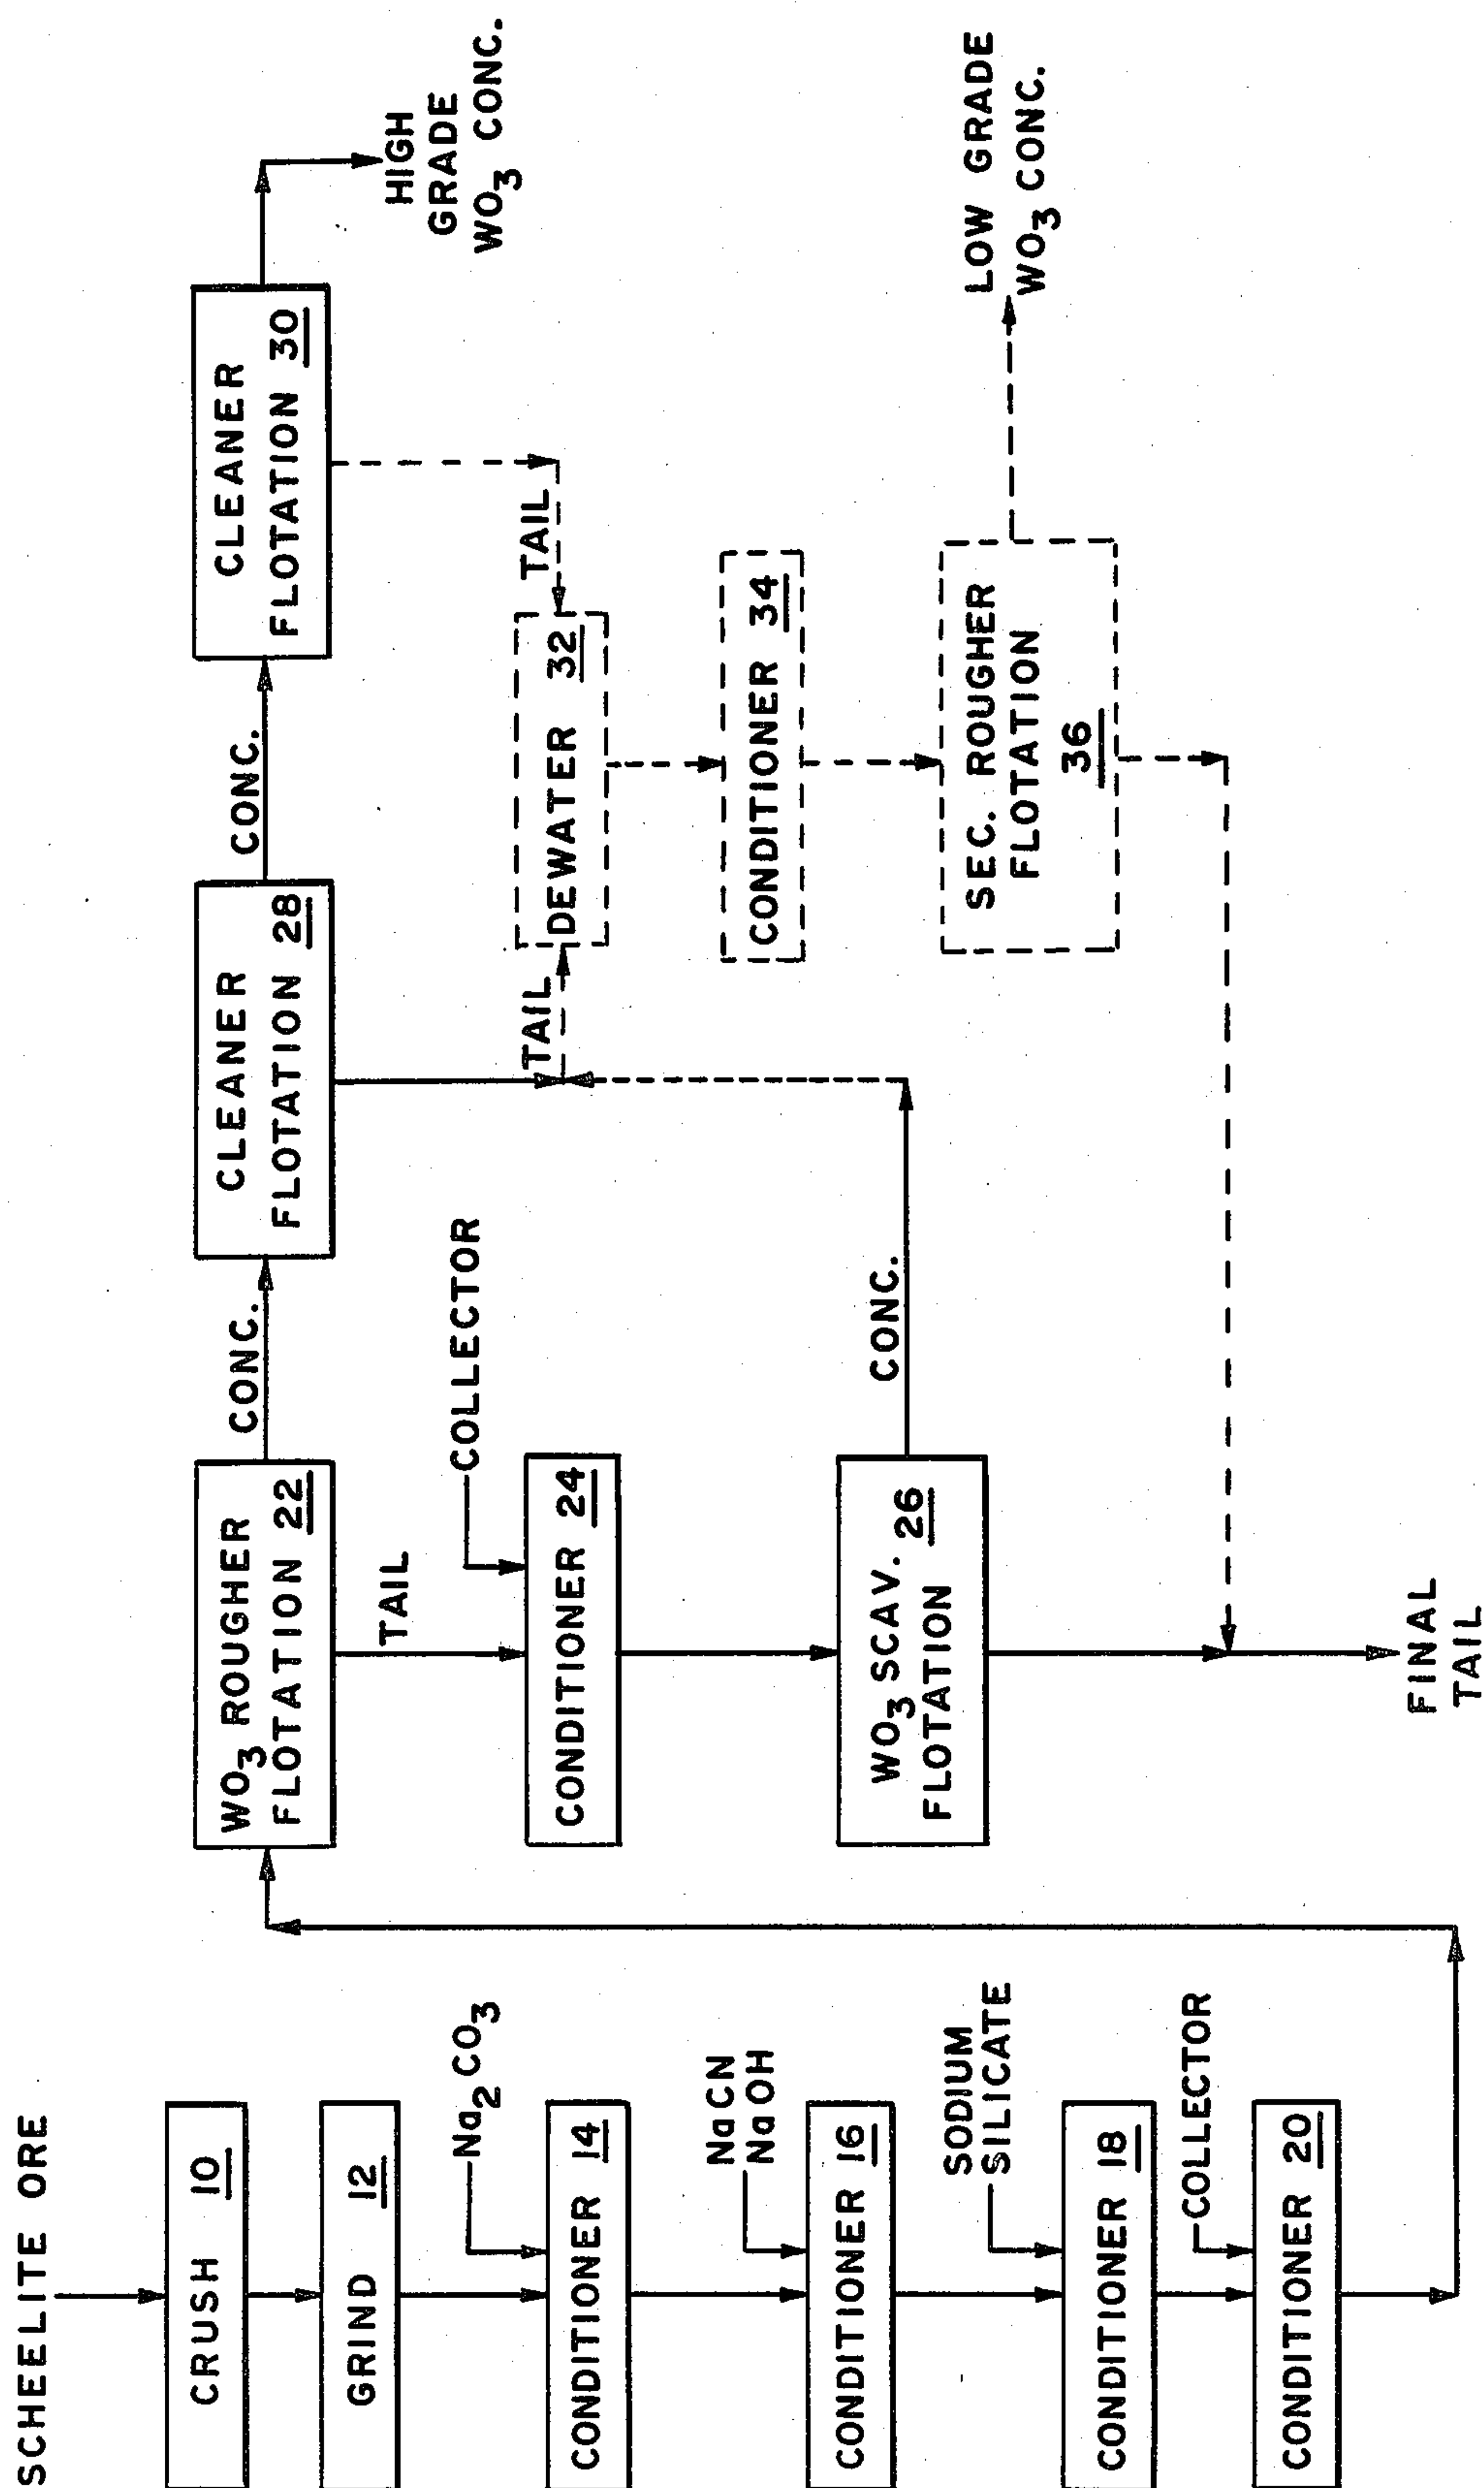 SCHEELITE ORE
CRUSH 10
GRIND 12
Na2CO3
CONDITIONER 14
NaCN
NaOH
CONDITIONER 16
SODIUM
SILICATE
CONDITIONER 18
COLLECTOR
CONDITIONER 20
WO3 ROUGHER
FLOTATION 22
TAIL
COLLECTOR
CONDITIONER 24
WO3 SCAV. 26
FLOTATION
FINAL
TAIL
CONC.
CONC.
CLEANER
FLOTATION 28
TAIL
CONC.
CLEANER
FLOTATION 30
TAIL
DEWATER 32
CONDITIONER 34
SEC. ROUGHER
FLOTATION
36
HIGH
GRADE
WO3 CONC.
LOW GRADE
WO3 CONC.